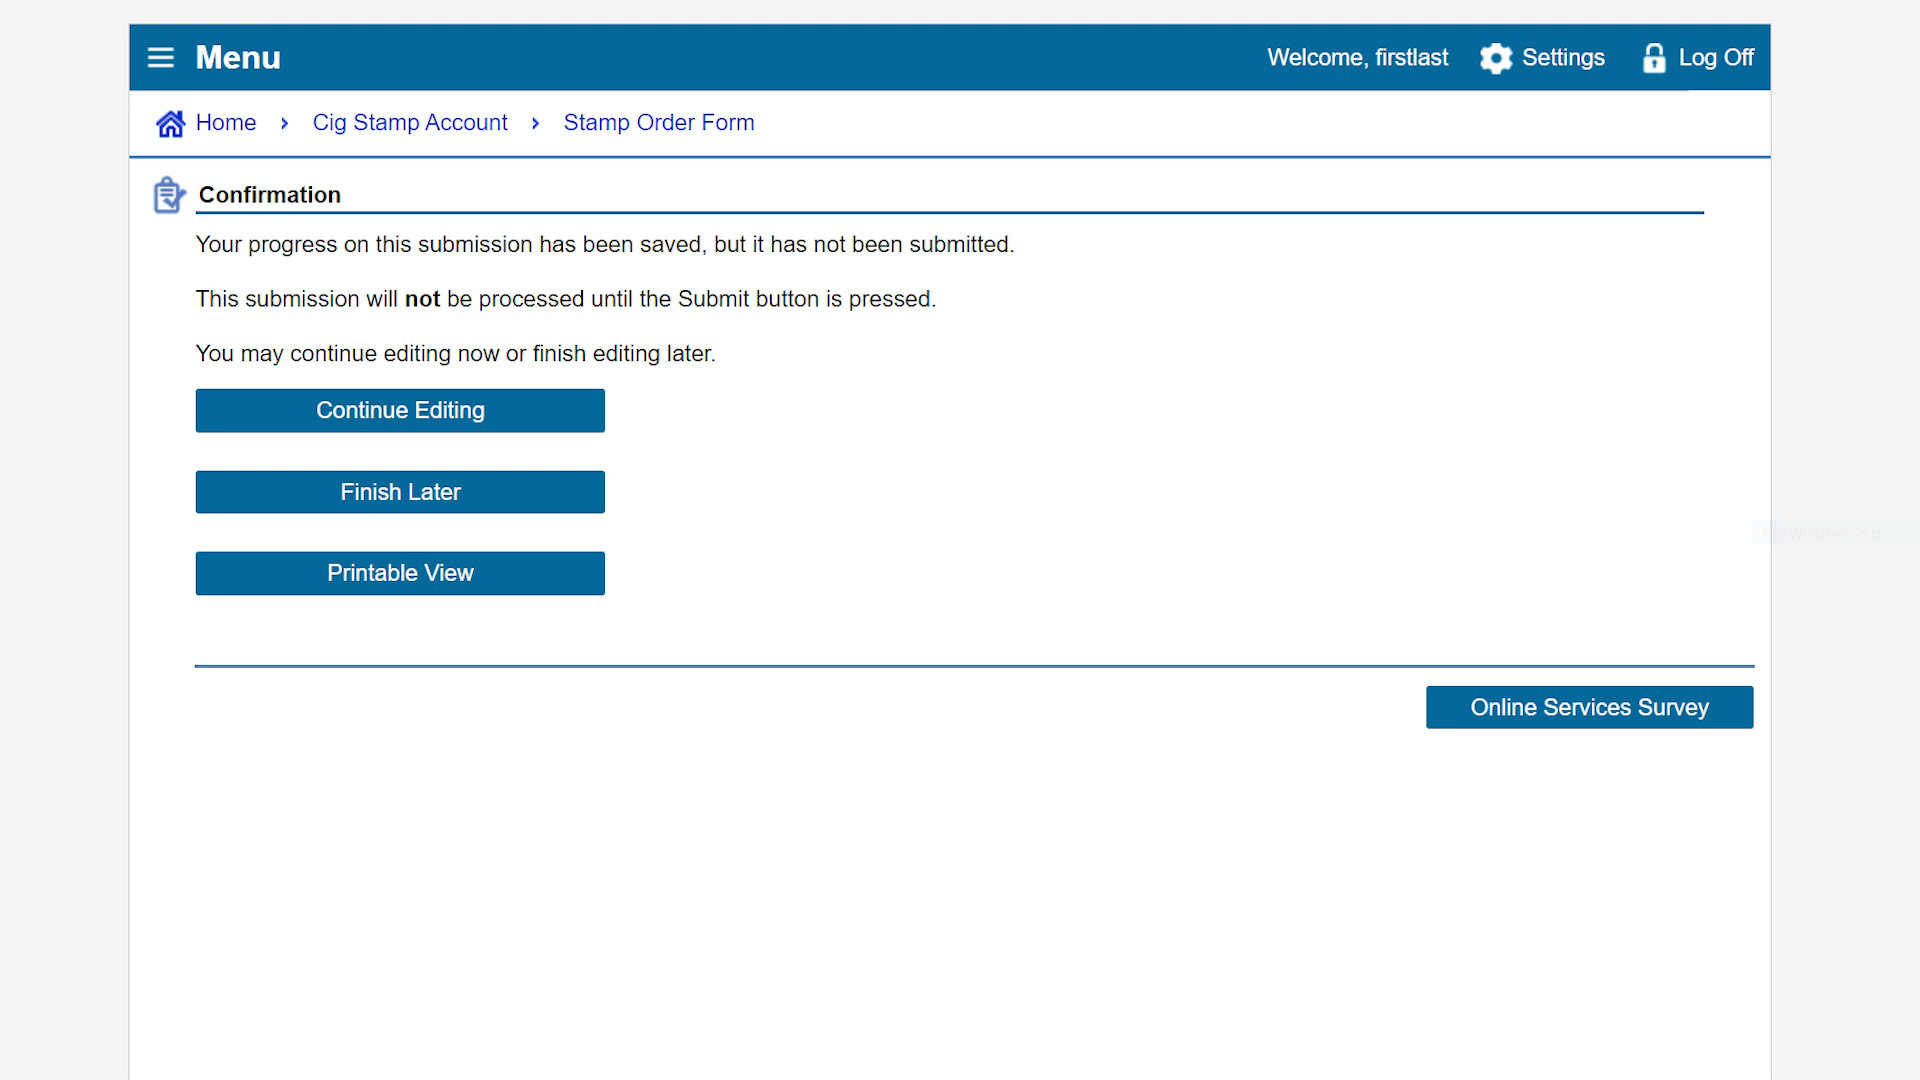 Menu
Welcome, firstlast
Settings
Log Off
Home › Cig Stamp Account › Stamp Order Form
Confirmation
Your progress on this submission has been saved, but it has not been submitted.
This submission will not be processed until the Submit button is pressed.
You may continue editing now or finish editing later.
Continue Editing
Finish Later
Printable View
Online Services Survey